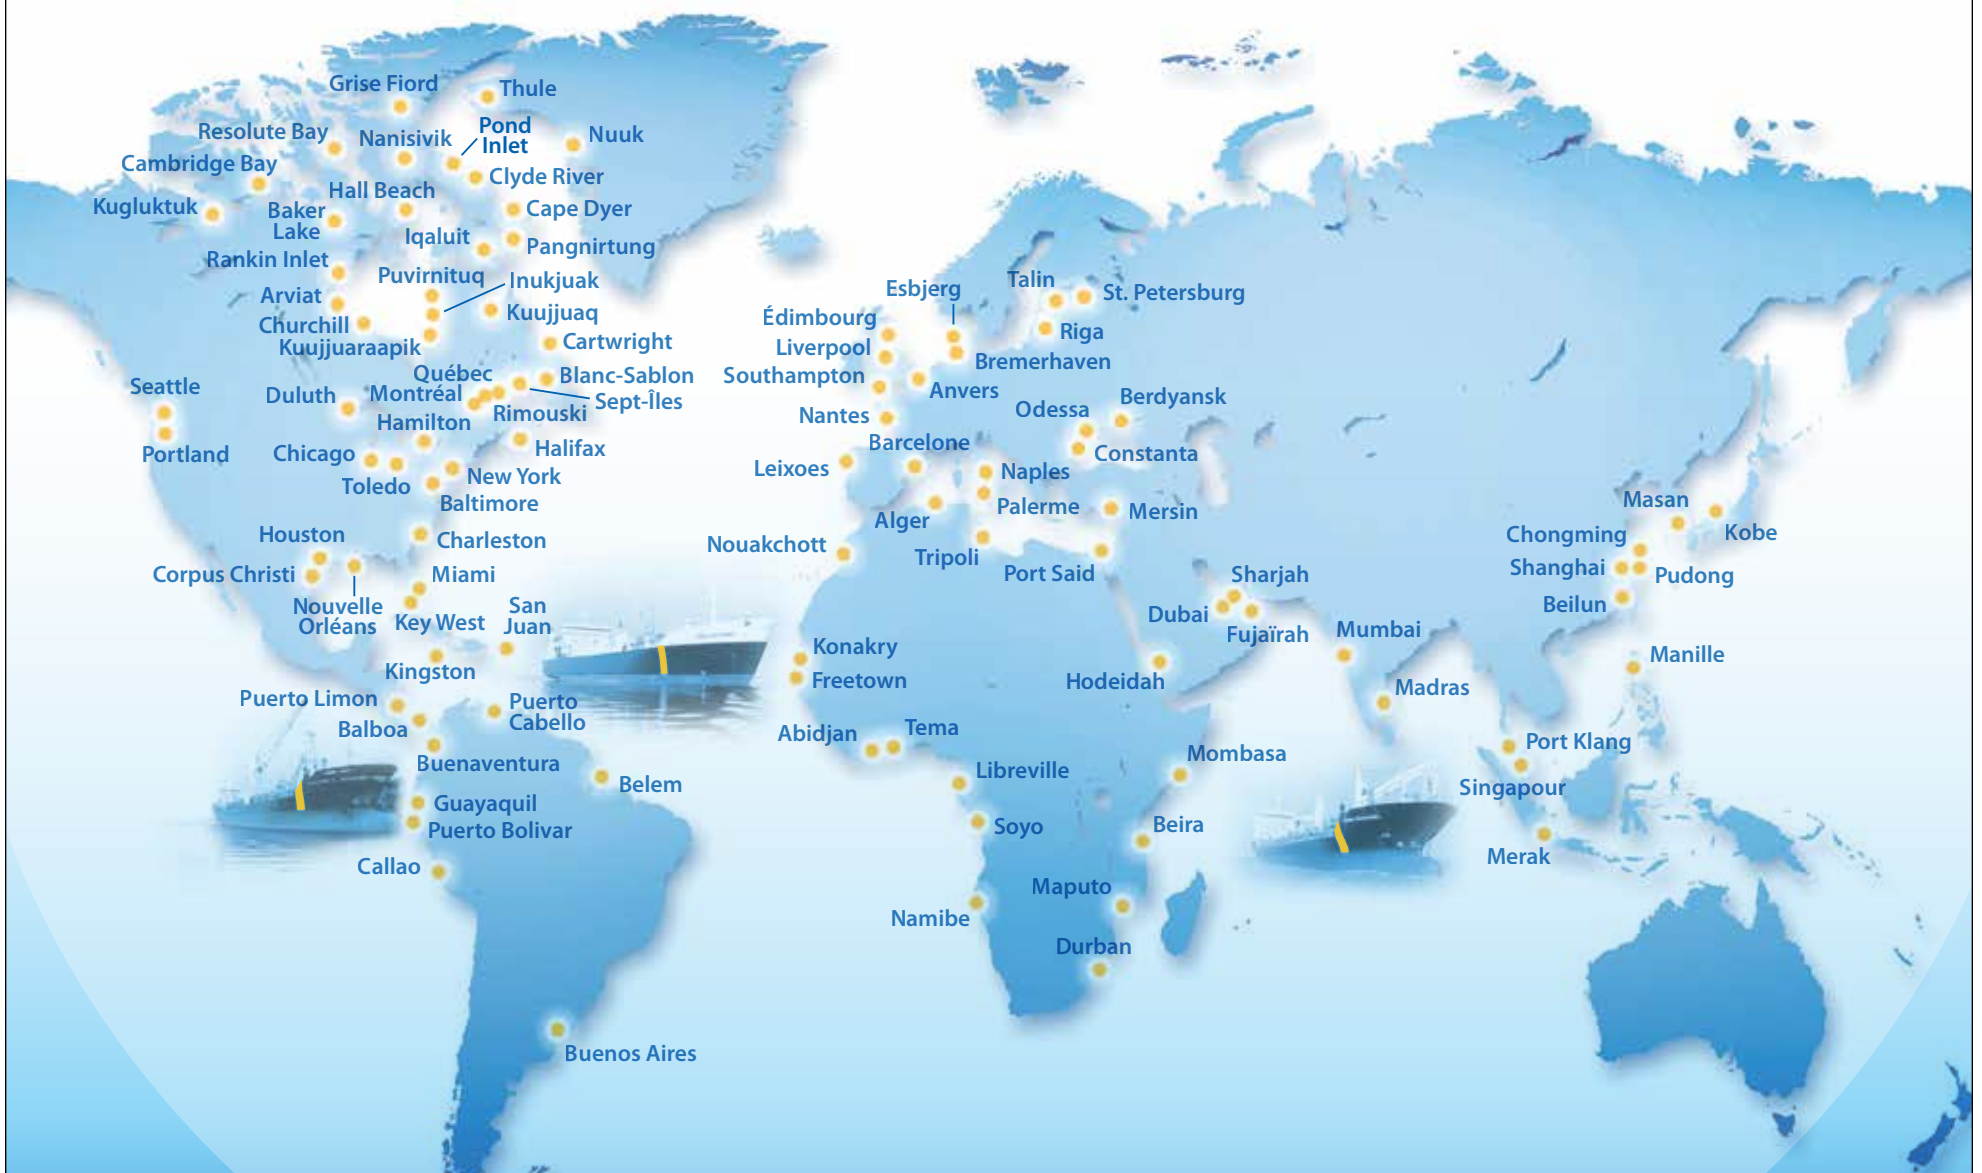 Grise Fiord
Thule
Resolute Bay
Nanisivik
Pond
Inlet
Nuuk
Cambridge Bay
Hall Beach
Clyde River
Kugluktuk
Baker
Lake
Cape Dyer
Iqaluit
Pangnirtung
Rankin Inlet
Puvirnituq
Inukjuak
Arviat
Kuujjuaq
Churchill
Kuujjuaraapik
Cartwright
Québec
Blanc-Sablon
Seattle
Duluth
Montréal
Sept-Îles
Rimouski
Hamilton
Portland
Chicago
Halifax
Toledo
New York
Baltimore
Houston
Charleston
Corpus Christi
Miami
Nouvelle
Orléans
Key West
San
Juan
Kingston
Puerto Limon
Puerto
Cabello
Balboa
Buenaventura
Belem
Guayaquil
Puerto Bolivar
Callao
Buenos Aires
Esbjerg
Talin
St. Petersburg
Édimbourg
Riga
Liverpool
Bremerhaven
Southampton
Anvers
Berdyansk
Nantes
Odessa
Barcelone
Constanta
Leixoes
Naples
Palerme
Mersin
Alger
Nouakchott
Tripoli
Port Said
Konakry
Freetown
Abidjan
Tema
Libreville
Soyo
Namibe
Mombasa
Beira
Maputo
Durban
Hodeidah
Sharjah
Dubai
Fujaïrah
Mumbai
Madras
Masan
Kobe
Chongming
Shanghai
Pudong
Beilun
Manille
Port Klang
Singapour
Merak